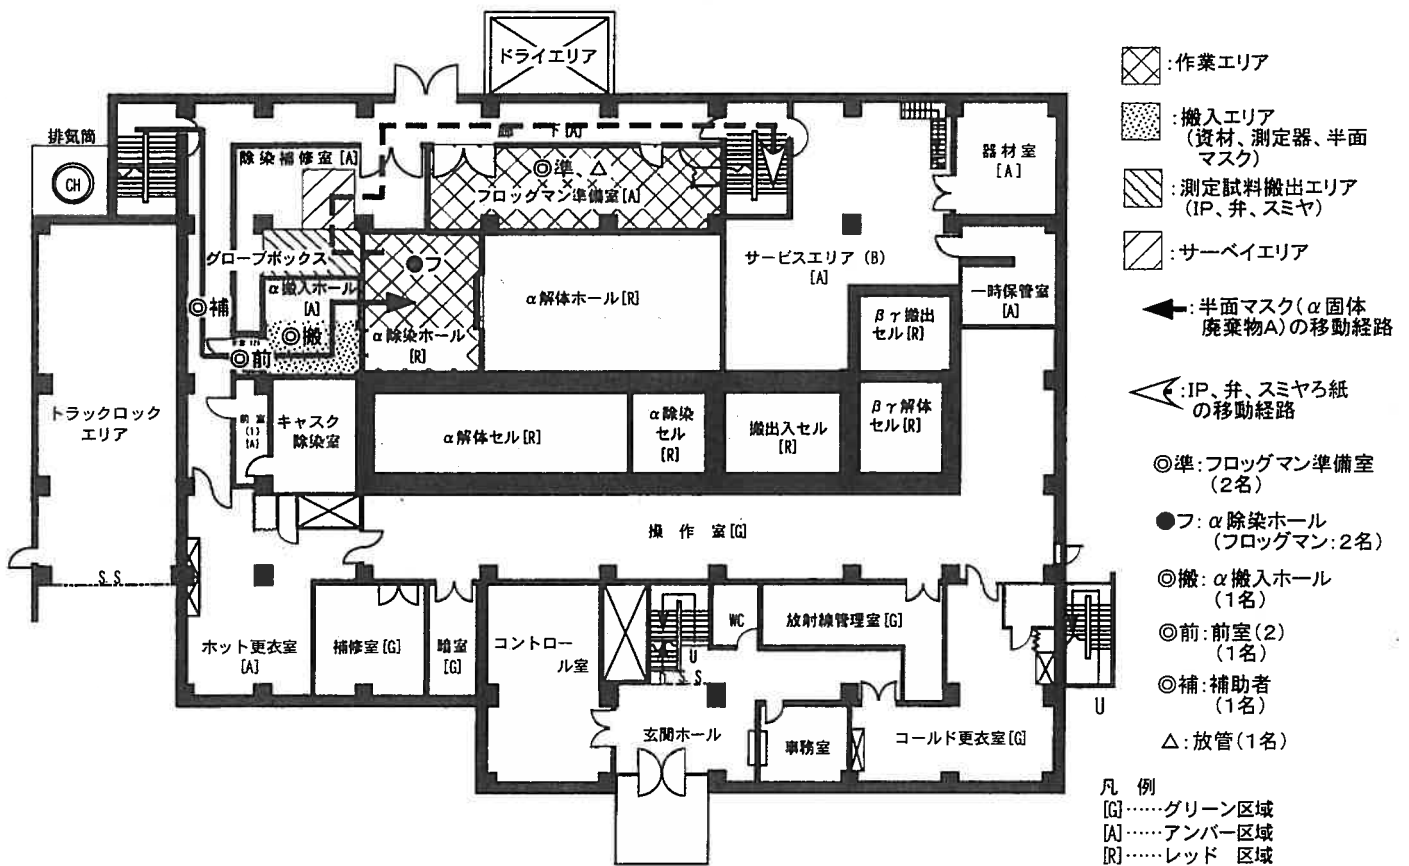 ドライエリア
排気筒
CH
除染補修室[A]
廊 下[A]
◎準、△
フロッグマン準備室[A]
器材室
[A]
グローブボックス
●フ
α搬入ホール
[A]
◎補
◎搬
◎前
α除染ホール
[R]
α解体ホール[R]
サービスエリア(B)
[A]
一時保管室
[A]
βγ搬出
セル[R]
トラックロック
エリア
前室
(1)
[A]
キャスク
除染室
α解体セル[R]
α除染
セル
[R]
搬出入セル
[R]
βγ解体
セル[R]
操 作 室[G]
S.S
ホット更衣室
[A]
補修室[G]
暗室
[G]
コントロー
ル室
WC
放射線管理室[G]
U
S.S.
玄関ホール
事務室
コールド更衣室[G]
U
:作業エリア
:搬入エリア
(資材、測定器、半面
マスク)
:測定試料搬出エリア
(IP、弁、スミヤ)
:サーベイエリア
:半面マスク(α固体
廃棄物A)の移動経路
:IP、弁、スミヤろ紙
の移動経路
◎準:フロッグマン準備室
(2名)
●フ:α除染ホール
(フロッグマン:2名)
◎搬:α搬入ホール
(1名)
◎前:前室(2)
(1名)
◎補:補助者
(1名)
△:放管(1名)
凡 例
[G]……グリーン区域
[A]……アンバー区域
[R]……レッド 区域